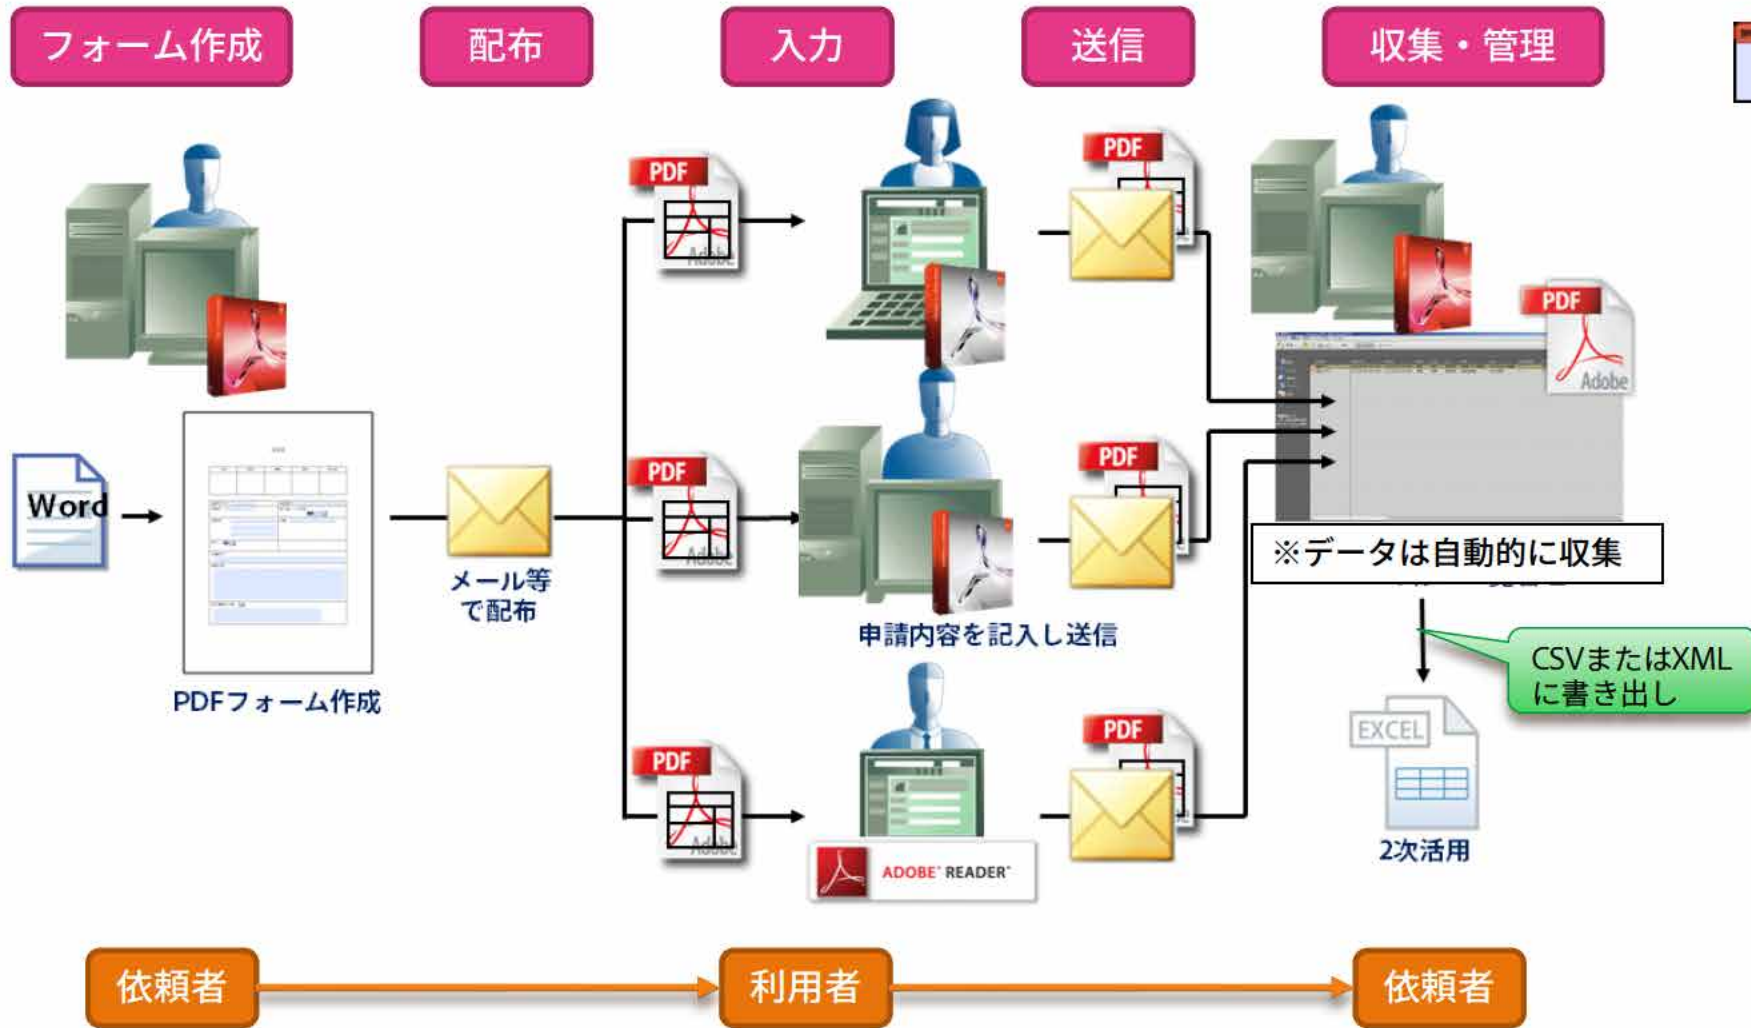 フォーム作成
配布
入力
送信
収集・管理
PDF
Adobe
PDF
PDF
Adobe
Word
PDFフォーム作成
メール等
で配布
PDF
Adobe
PDF
申請内容を記入し送信
※データは自動的に収集
CSVまたはXML
に書き出し
EXCEL
2次活用
PDF
Adobe
PDF
ADOBE® READER®
依頼者
利用者
依頼者